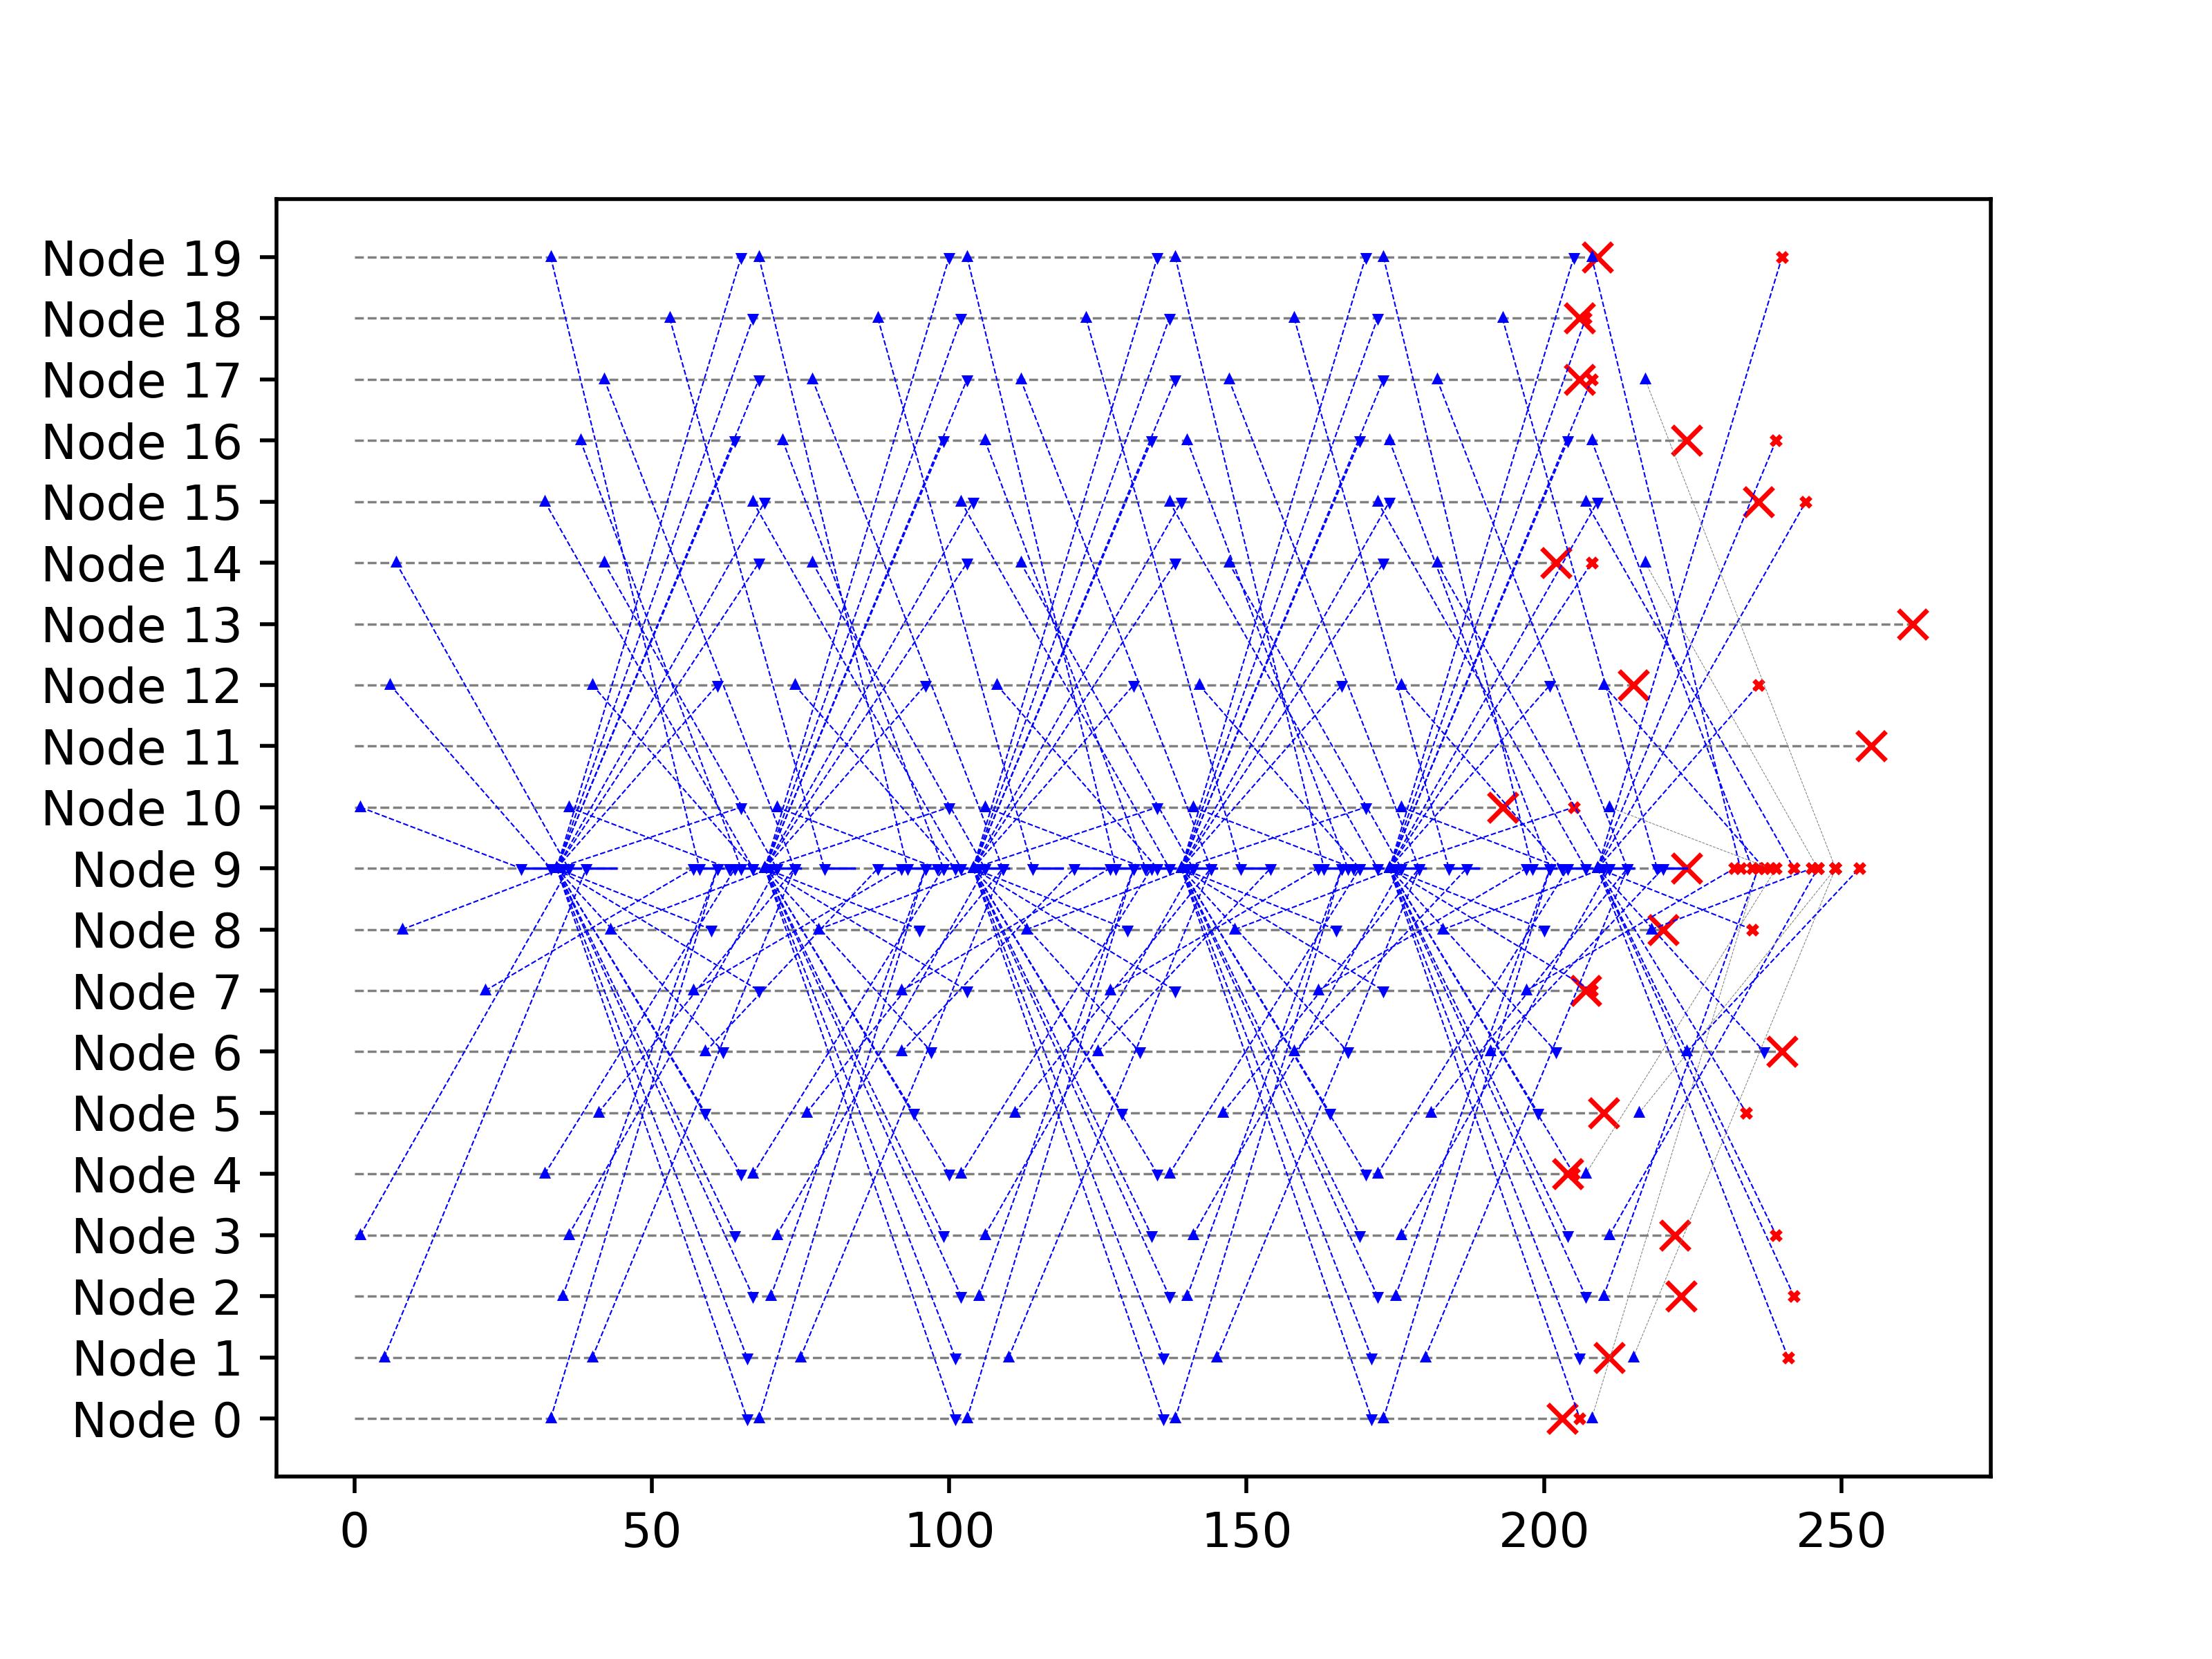 Node 19
Node 18
Node 17
Node 16
Node 15
Node 14
Node 13
Node 12
Node 11
Node 10
Node 9
Node 8
Node 7
Node 6
Node 5
Node 4
Node 3
Node 2
Node 1
Node 0
0 50 100 150 200 250